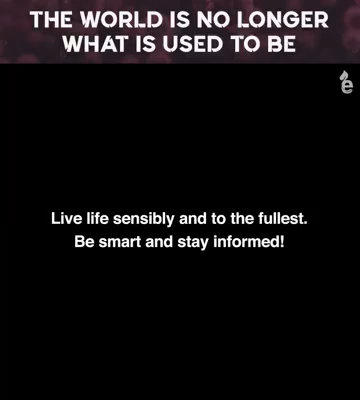 THE WORLD IS NO LONGER
WHAT IS USED TO BE
e
Live life sensibly and to the fullest.
Be smart and stay informed!